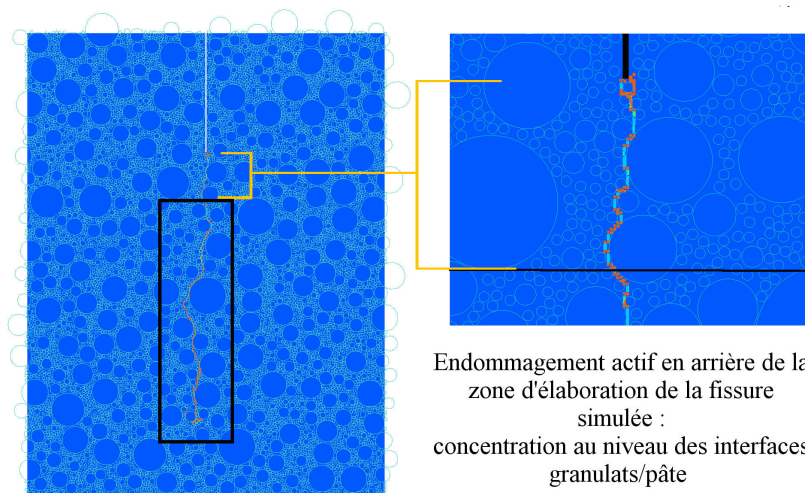 Endommagement actif en arrière de la
zone d'élaboration de la fissure
simulée :
concentration au niveau des interfaces
granulats/pâte